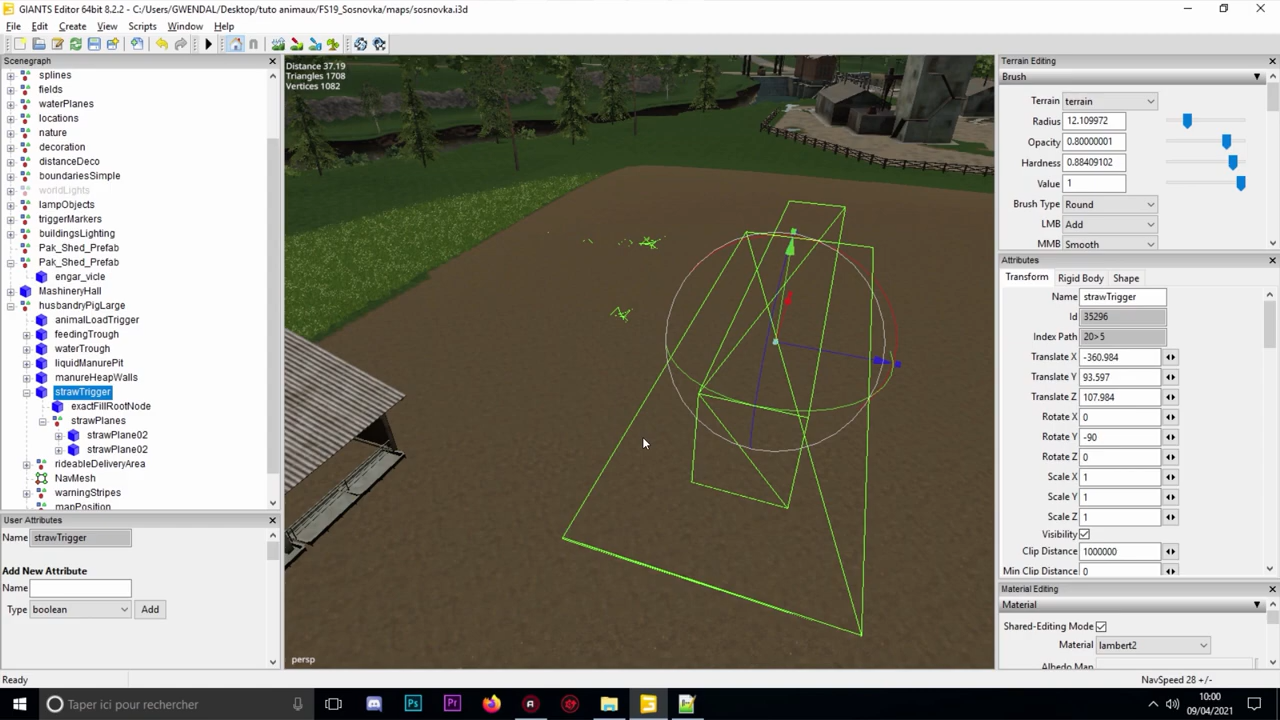 GIANTS Editor 64bit 8.2.2 - C:/Users/GWENDAL/Desktop/tuto animaux/FS19_Sosnovka/maps/sosnovka.i3d
File Edit Create View Scripts Window Help
Scenegraph
splines
fields
waterPlanes
locations
nature
decoration
distanceDeco
boundariesSimple
worldLights
lampObjects
triggerMarkers
buildingsLighting
Pak_Shed_Prefab
Pak_Shed_Prefab
engar_vicle
MashineryHall
husbandryPigLarge
animalLoadTrigger
feedingTrough
waterTrough
liquidManurePit
manureHeapWalls
strawTrigger
exactFillRootNode
strawPlanes
strawPlane02
strawPlane02
rideableDeliveryArea
NavMesh
warningStripes
mapPosition
User Attributes
Name strawTrigger
Add New Attribute
Name
Type boolean Add
Distance 37.19
Triangles 1708
Vertices 1082
persp
Terrain Editing
Brush
Terrain terrain
Radius 12.109972
Opacity 0.80000001
Hardness 0.88409102
Value 1
Brush Type Round
LMB Add
MMB Smooth
Attributes
Transform Rigid Body Shape
Name strawTrigger
Id 35296
Index Path 20>5
Translate X -360.984
Translate Y 93.597
Translate Z 107.984
Rotate X 0
Rotate Y -90
Rotate Z 0
Scale X 1
Scale Y 1
Scale Z 1
Visibility
Clip Distance 1000000
Min Clip Distance 0
Material Editing
Material
Shared-Editing Mode
Material lambert2
Albedo Map
Ready
NavSpeed 28 +/-
Taper ici pour rechercher
10:00
09/04/2021